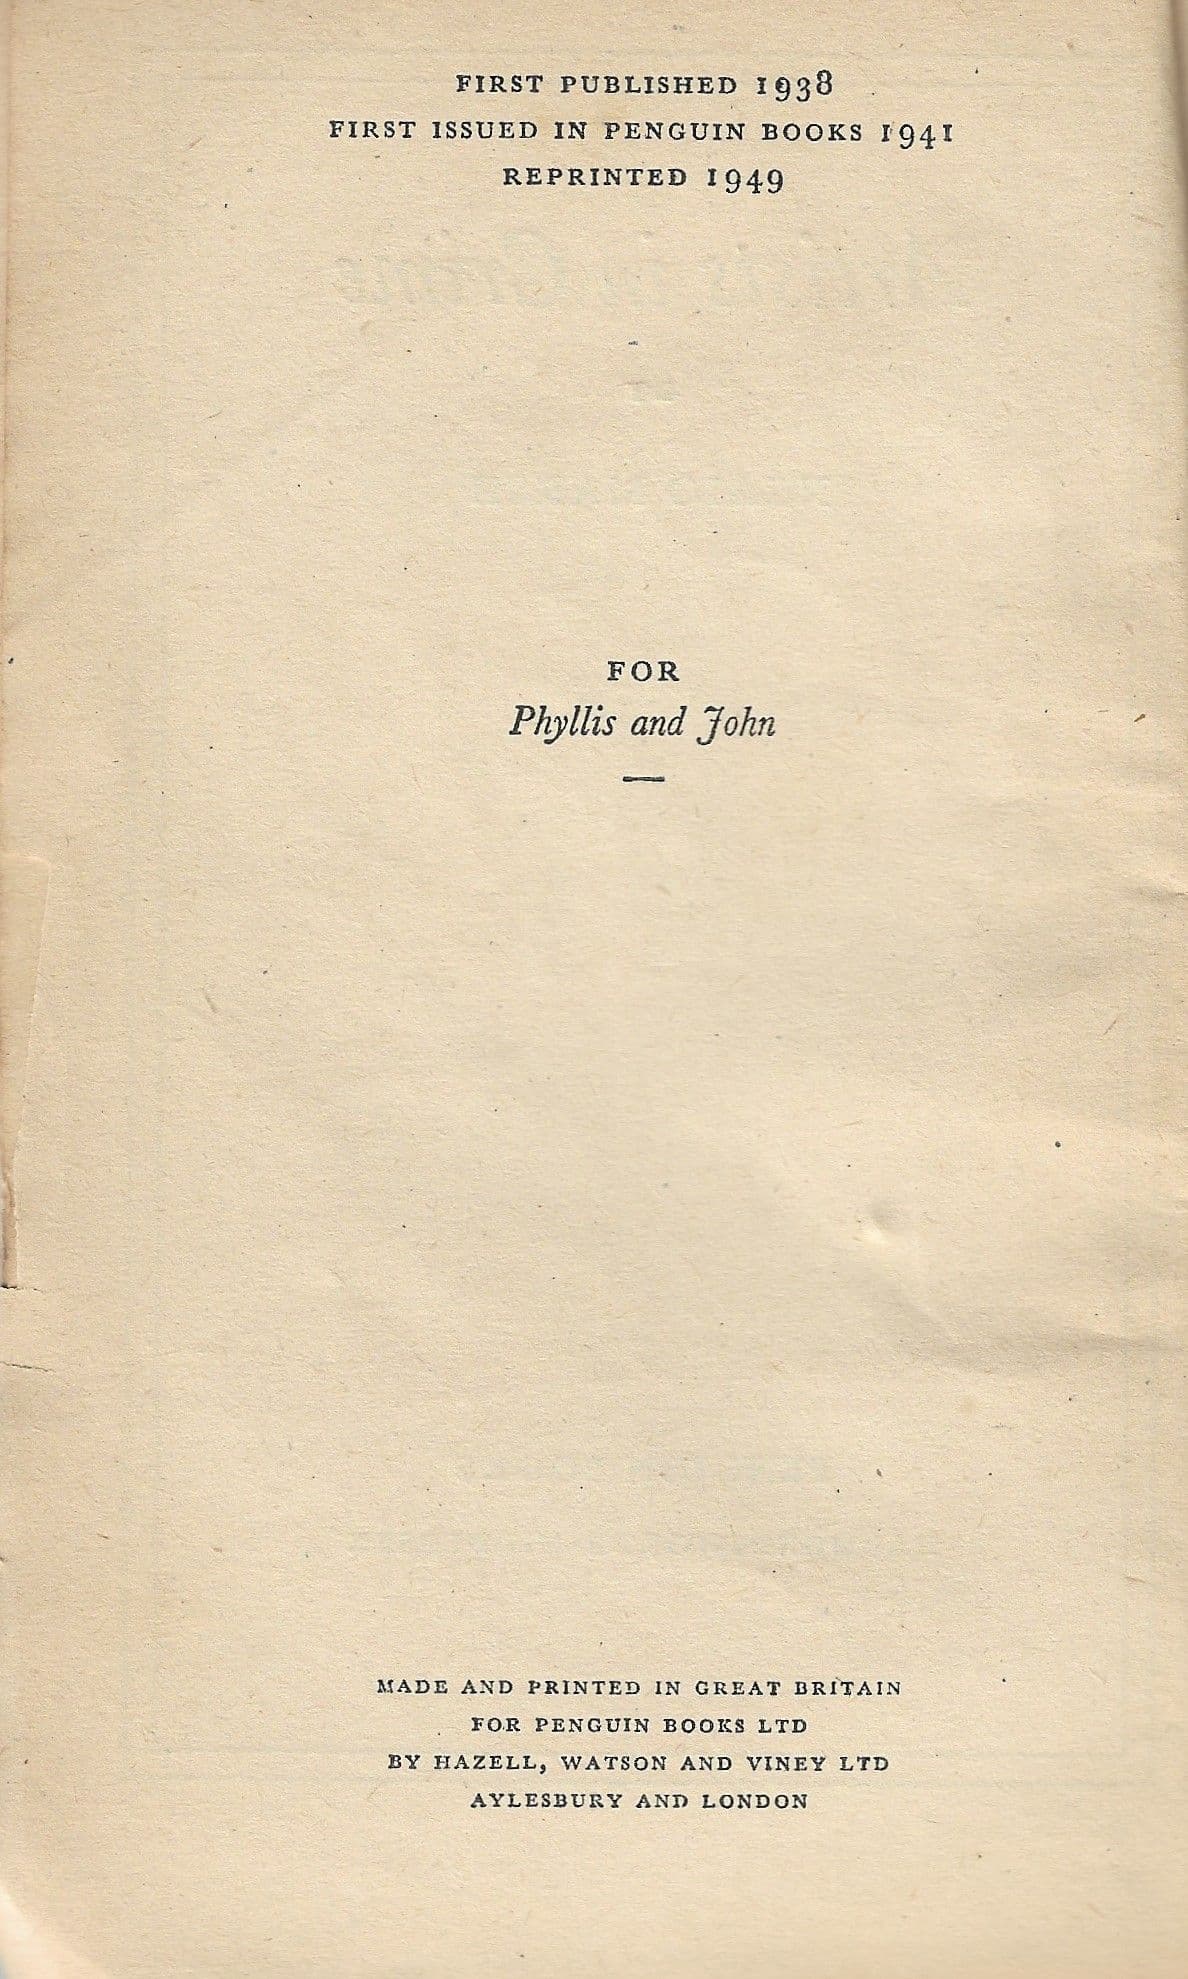 FIRST PUBLISHED 1938
FIRST ISSUED IN PENGUIN BOOKS 1941
REPRINTED 1949
FOR
Phyllis and John
MADE AND PRINTED IN GREAT BRITAIN
FOR PENGUIN BOOKS LTD
BY HAZELL, WATSON AND VINEY LTD
AYLESBURY AND LONDON